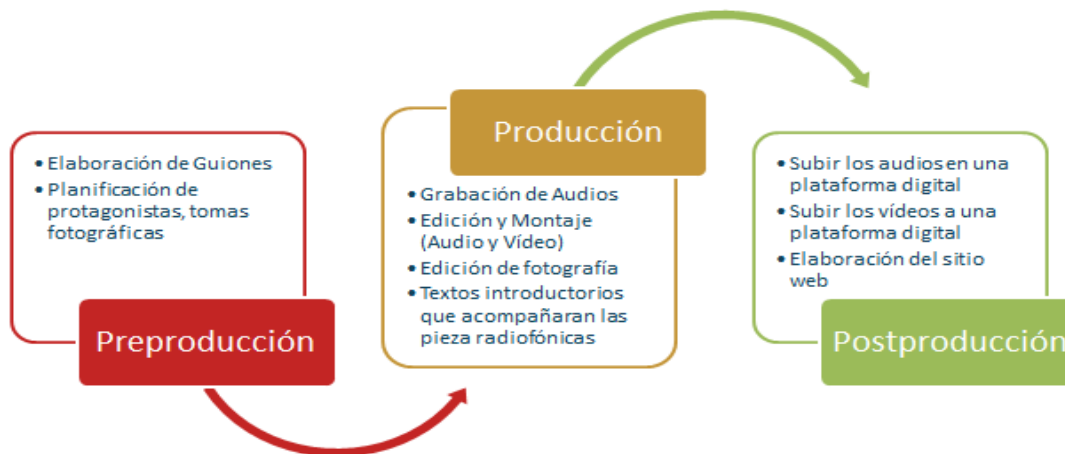 • Elaboración de Guiones
• Planificación de
protagonistas, tomas
fotográficas
Preproducción
Producción
• Grabación de Audios
• Edición y Montaje
(Audio y Vídeo)
• Edición de fotografía
• Textos introductorios
que acompañaran las
pieza radiofónicas
• Subir los audios en una
plataforma digital
• Subir los vídeos a una
plataforma digital
• Elaboración del sitio
web
Postproducción